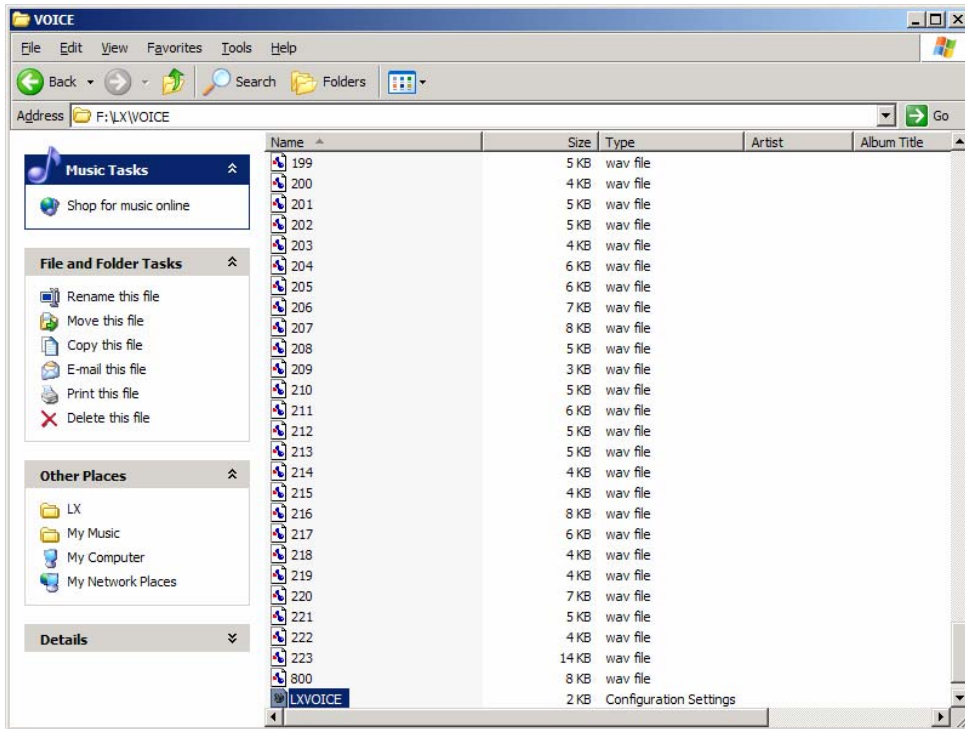 VOICE
File Edit View Favorites Tools Help
Back Search Folders
Address F:\LX\VOICE Go
Music Tasks
Shop for music online
File and Folder Tasks
Rename this file
Move this file
Copy this file
E-mail this file
Print this file
Delete this file
Other Places
LX
My Music
My Computer
My Network Places
Details
Name Size Type Artist Album Title
199 5 KB wav file
200 4 KB wav file
201 5 KB wav file
202 5 KB wav file
203 4 KB wav file
204 6 KB wav file
205 6 KB wav file
206 7 KB wav file
207 8 KB wav file
208 5 KB wav file
209 3 KB wav file
210 5 KB wav file
211 6 KB wav file
212 5 KB wav file
213 5 KB wav file
214 4 KB wav file
215 4 KB wav file
216 8 KB wav file
217 6 KB wav file
218 4 KB wav file
219 4 KB wav file
220 7 KB wav file
221 5 KB wav file
222 4 KB wav file
223 14 KB wav file
800 8 KB wav file
LXVOICE 2 KB Configuration Settings